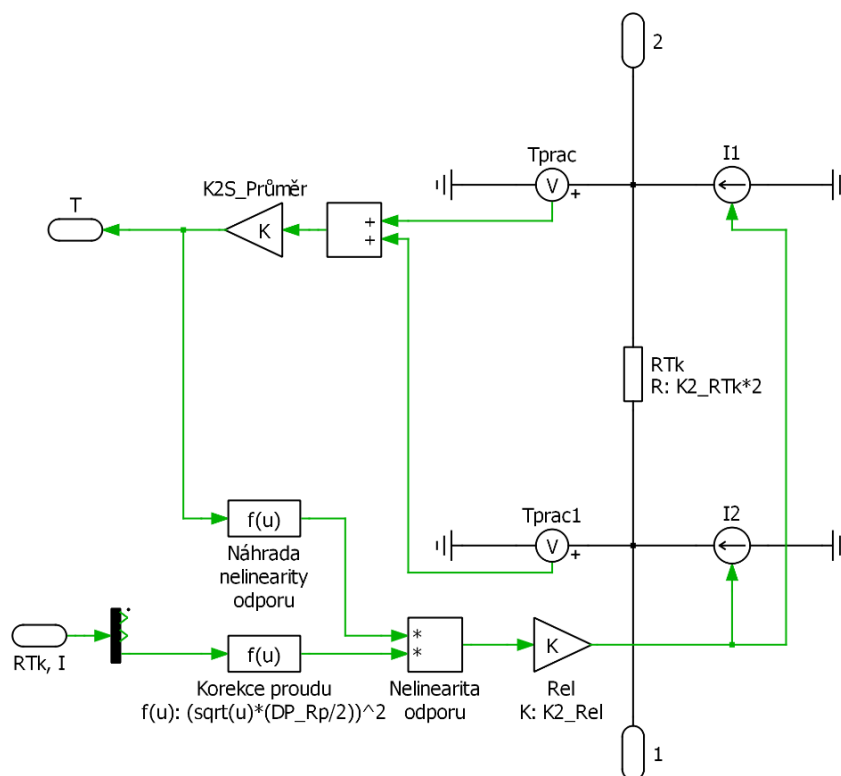 2
Tprac
I1
V
+
K2S_Průměr
T
K
+
+
RTk
R: K2_RTk*2
Tprac1
I2
V
+
f(u)
Náhrada
nelinearity
odporu
RTk, I
f(u)
*
*
K
Korekce proudu
f(u): (sqrt(u)*(DP_Rp/2))^2
Nelinearita
odporu
Rel
K: K2_Rel
1